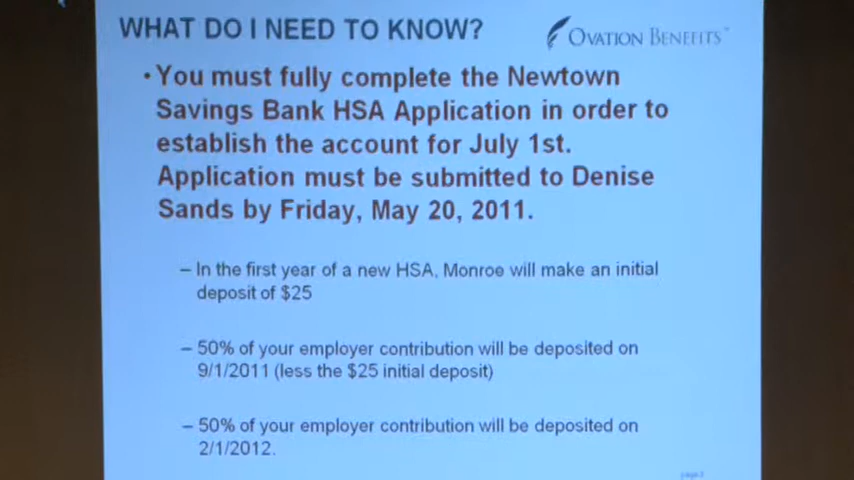 WHAT DO I NEED TO KNOW?
OVATION BENEFITS
• You must fully complete the Newtown
Savings Bank HSA Application in order to
establish the account for July 1st.
Application must be submitted to Denise
Sands by Friday, May 20, 2011.
– In the first year of a new HSA, Monroe will make an initial
deposit of $25
– 50% of your employer contribution will be deposited on
9/1/2011 (less the $25 initial deposit)
– 50% of your employer contribution will be deposited on
2/1/2012.